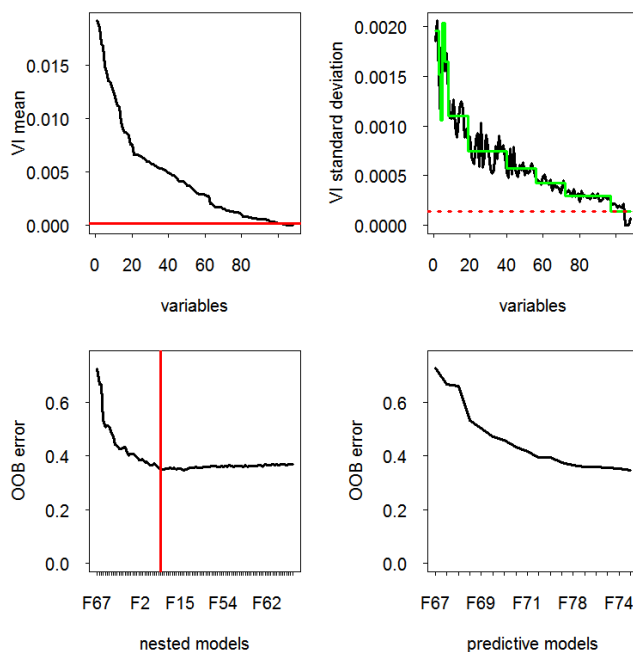 VI mean
0.015
0.010
0.005
0.000
0 20 40 60 80
variables
VI standard deviation
0.0020
0.0015
0.0010
0.0005
0.0000
0 20 40 60 80
variables
OOB error
0.6
0.4
0.2
0.0
F67 F2 F15 F54 F62
nested models
OOB error
0.6
0.4
0.2
0.0
F67 F69 F71 F78 F74
predictive models